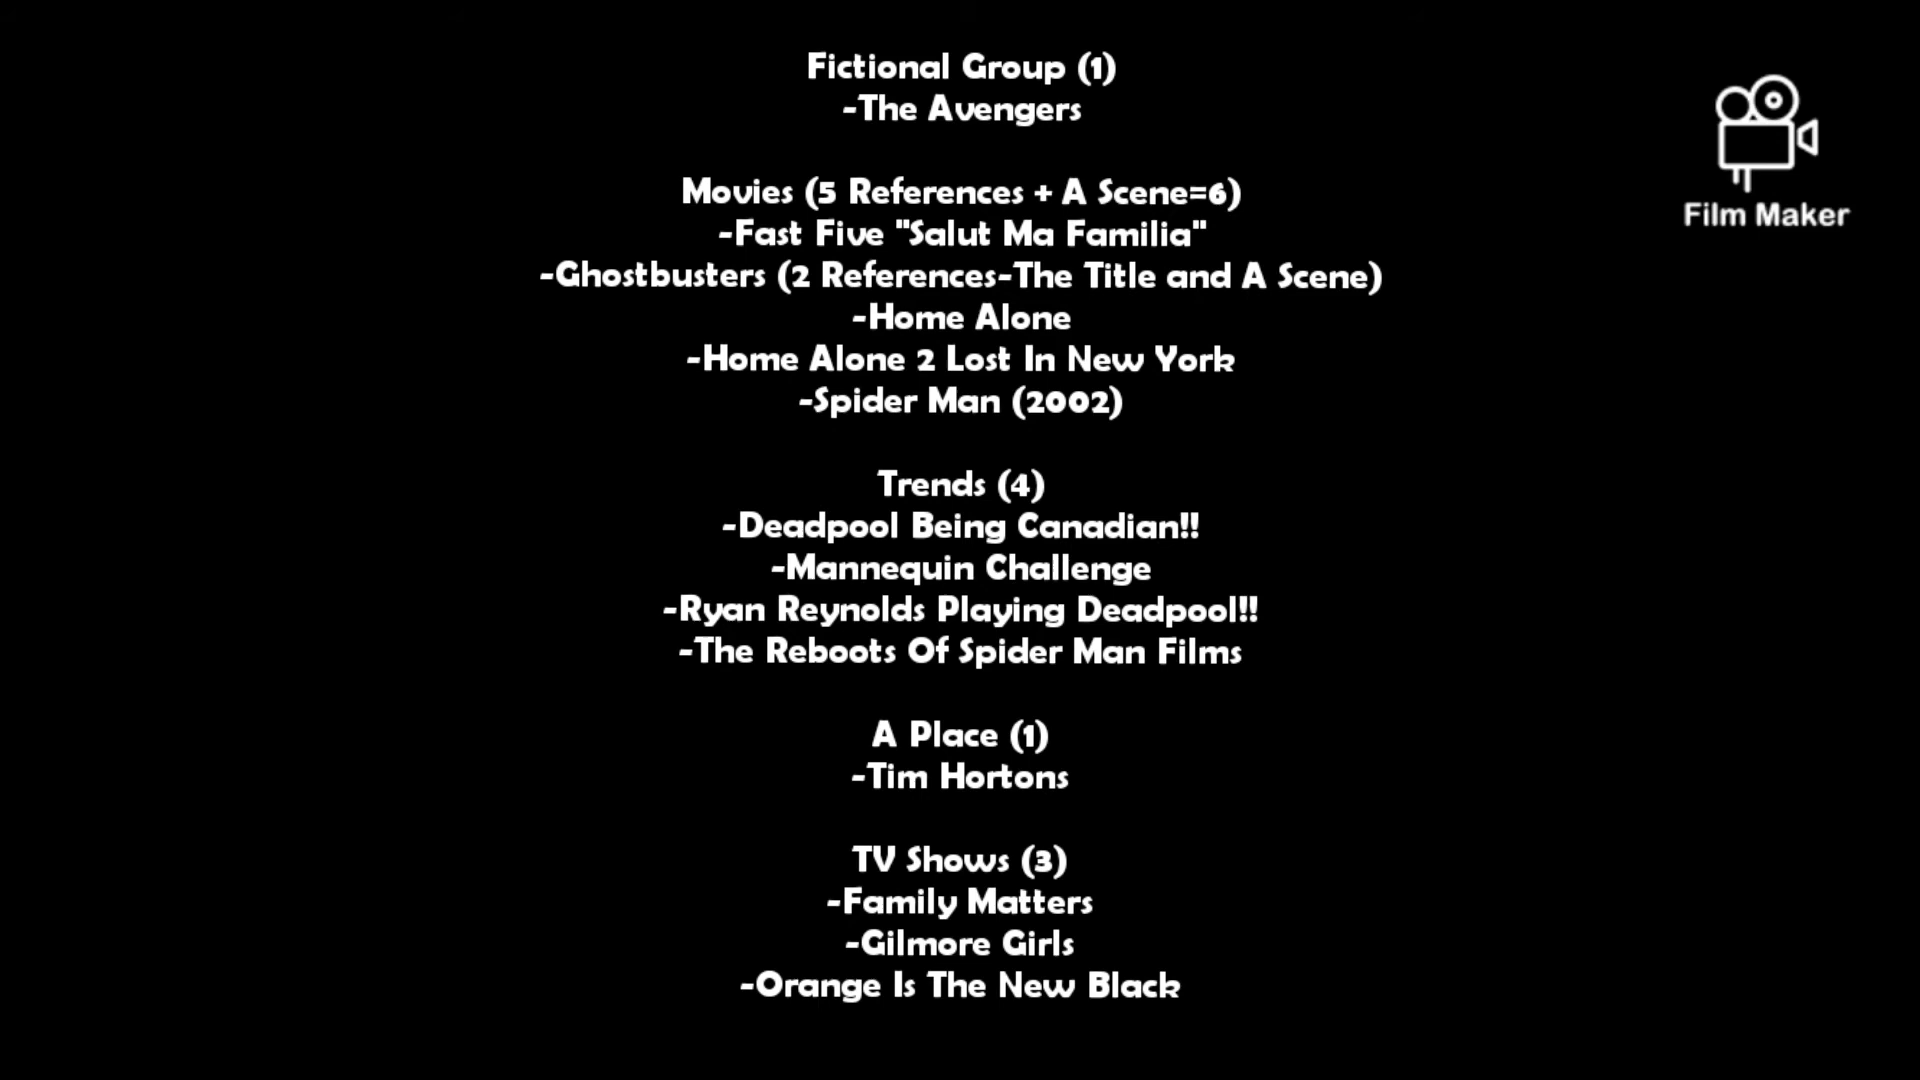 Fictional Group (1)
-The Avengers
Movies (5 References + A Scene=6)
-Fast Five "Salut Ma Familia"
-Ghostbusters (2 References-The Title and A Scene)
-Home Alone
-Home Alone 2 Lost In New York
-Spider Man (2002)
Trends (4)
-Deadpool Being Canadian!!
-Mannequin Challenge
-Ryan Reynolds Playing Deadpool!!
-The Reboots Of Spider Man Films
A Place (1)
-Tim Hortons
TV Shows (3)
-Family Matters
-Gilmore Girls
-Orange Is The New Black
Film Maker